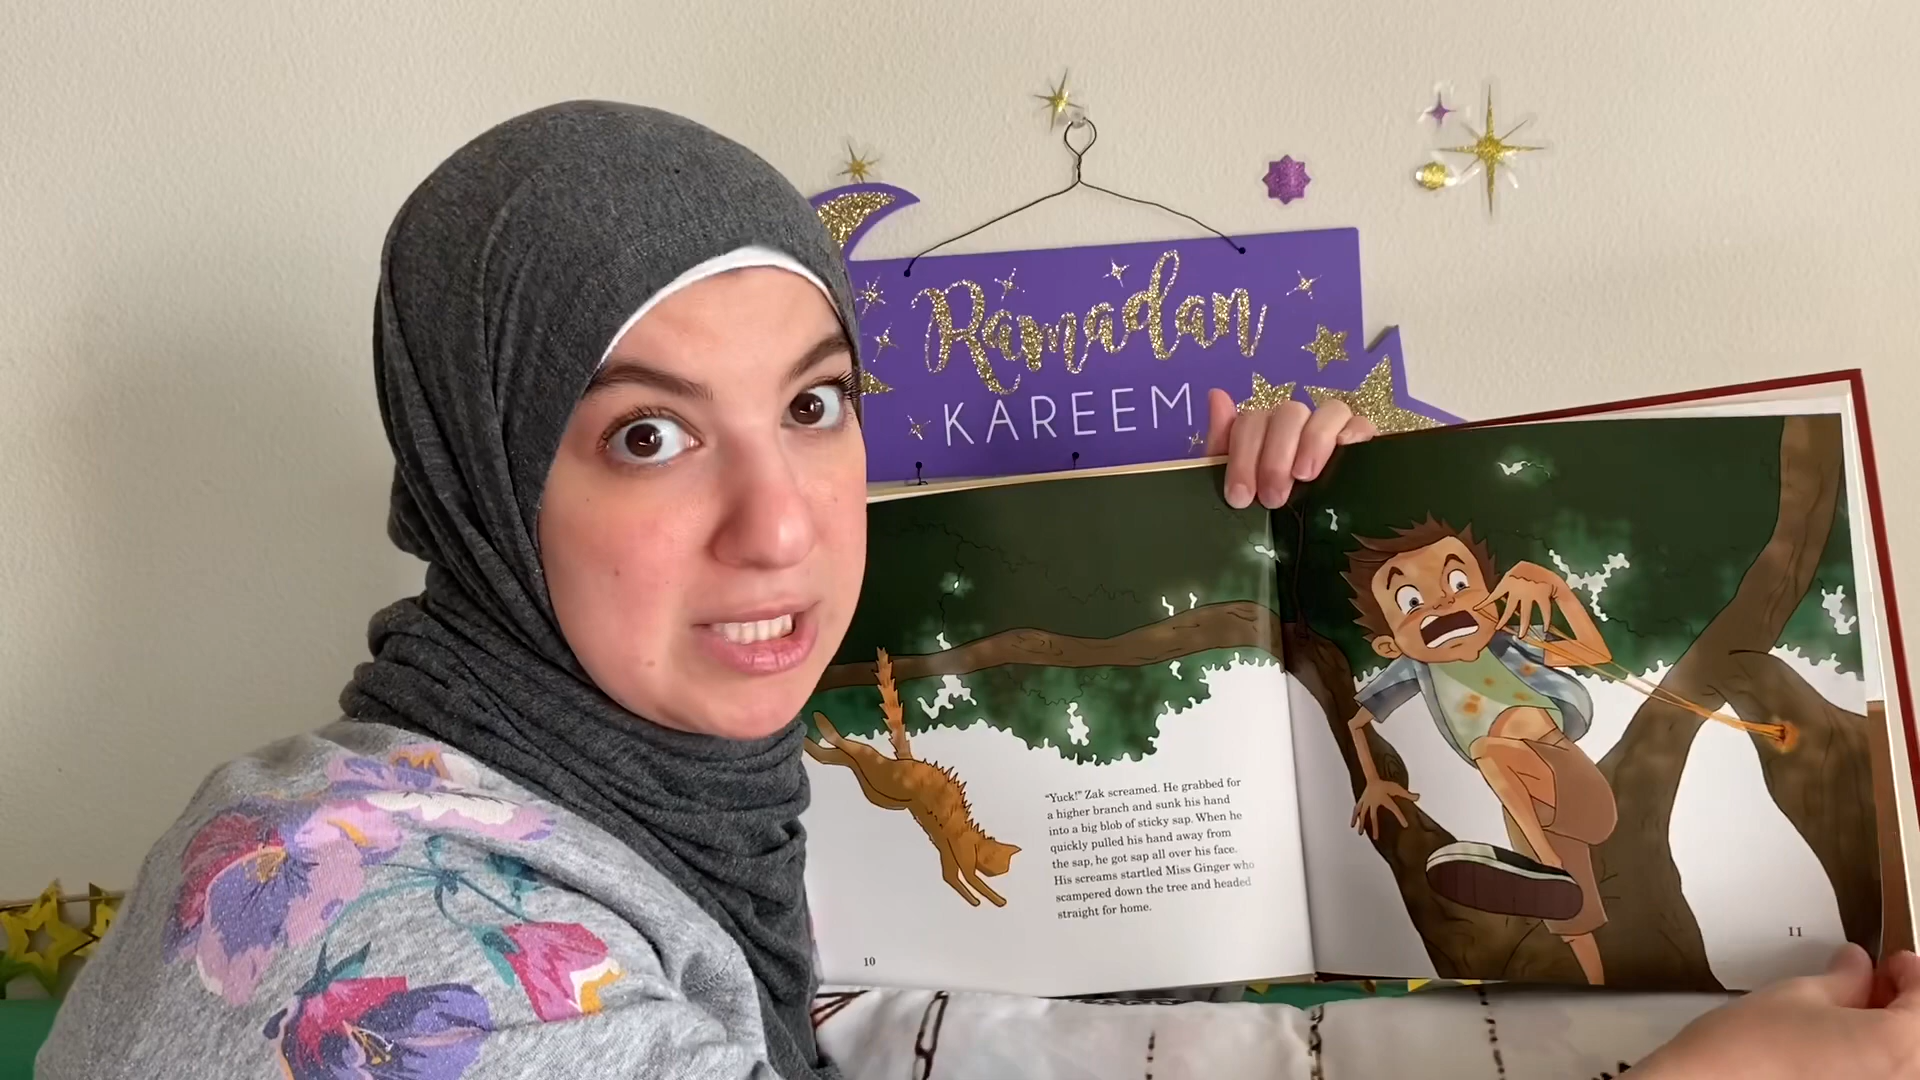 Ramadan
KAREEM
"Yuck!" Zak screamed. He grabbed for
a higher branch and sunk his hand
into a big blob of sticky sap. When he
quickly pulled his hand away from
the sap, he got sap all over his face.
His screams startled Miss Ginger who
scampered down the tree and headed
straight for home.
10
11